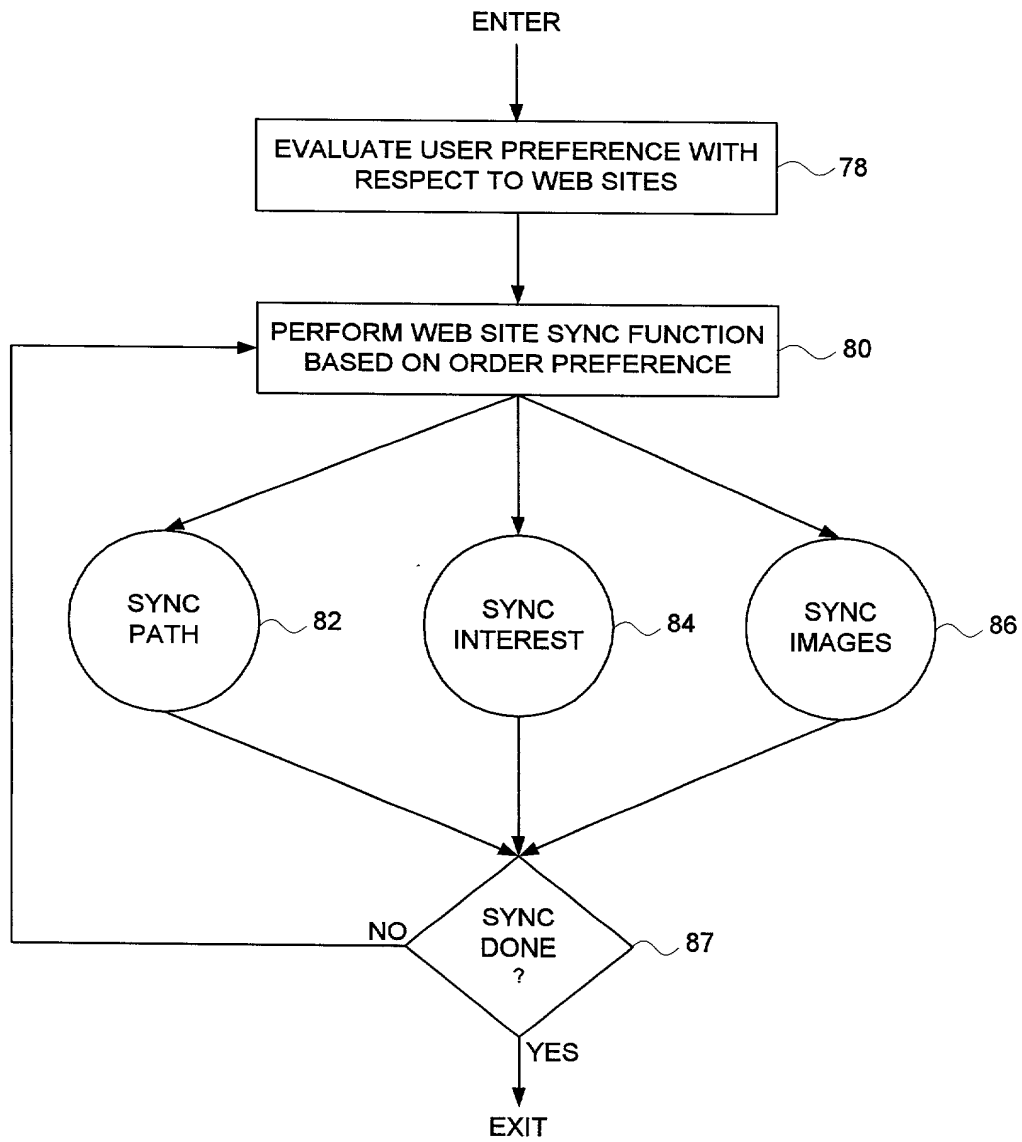 ENTER
EVALUATE USER PREFERENCE WITH
RESPECT TO WEB SITES
78
PERFORM WEB SITE SYNC FUNCTION
BASED ON ORDER PREFERENCE
80
SYNC
PATH
82
SYNC
INTEREST
84
SYNC
IMAGES
86
NO
SYNC
DONE
?
87
YES
EXIT